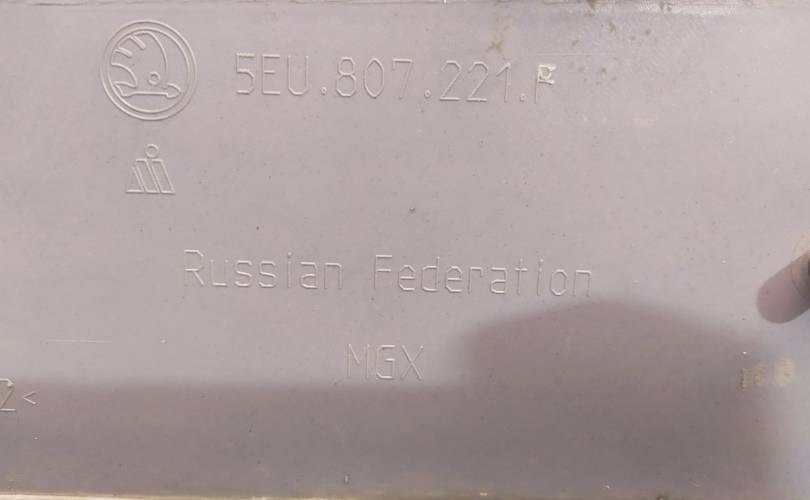 5EU.807.221.F
Russian Federation
MGX